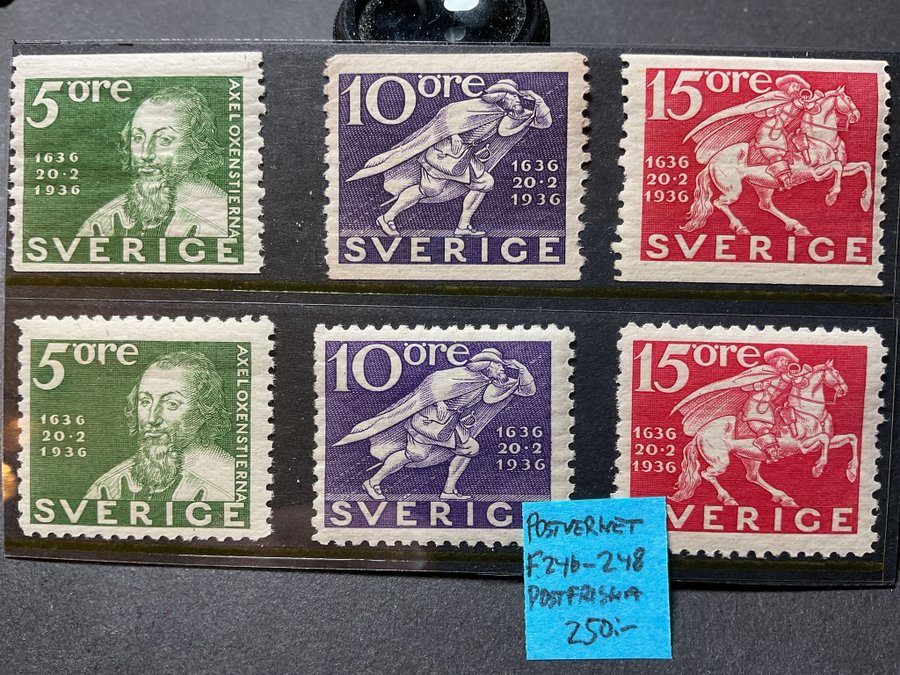 5 öre
AXEL OXENSTIERNA
1636
20·2
1936
SVERIGE
10 öre
1636
20·2
1936
SVERIGE
15 öre
1636
20·2
1936
SVERIGE
5 öre
AXEL OXENSTIERNA
1636
20·2
1936
SVERIGE
10 öre
1636
20·2
1936
SVERIGE
15 öre
1636
20·2
1936
SVERIGE
POSTVERKET
F.246-248
POSTFRISKA
250:-